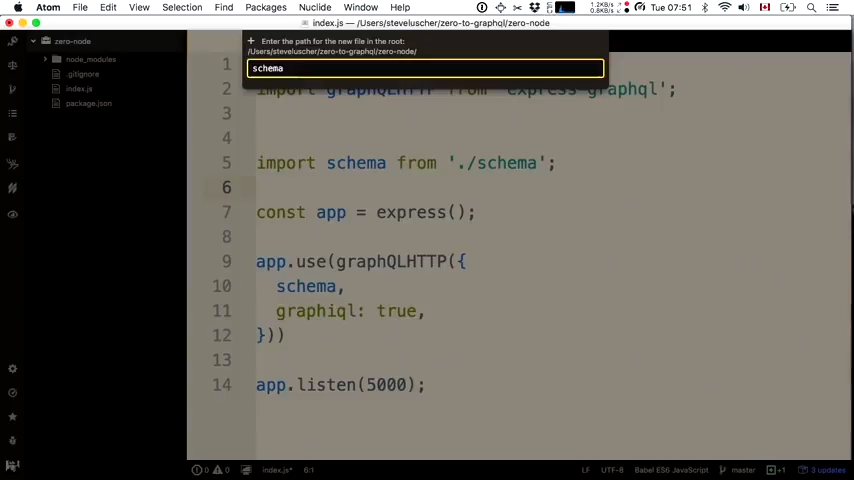 Atom File Edit View Selection Find Packages Nuclide Window Help 1.2KB/s 0.8KB/s Tue 07:51
index.js — /Users/steveluscher/zero-to-graphql/zero-node
zero-node
node_modules
.gitignore
index.js
package.json
Enter the path for the new file in the root:
/Users/steveluscher/zero-to-graphql/zero-node/
schema
1
2 import graphQLHTTP from 'express-graphql';
3
4
5 import schema from './schema';
6
7 const app = express();
8
9 app.use(graphQLHTTP({
10 schema,
11 graphiql: true,
12 }))
13
14 app.listen(5000);
0 0 index.js* 6:1 LF UTF-8 Babel ES6 JavaScript master +1 3 updates